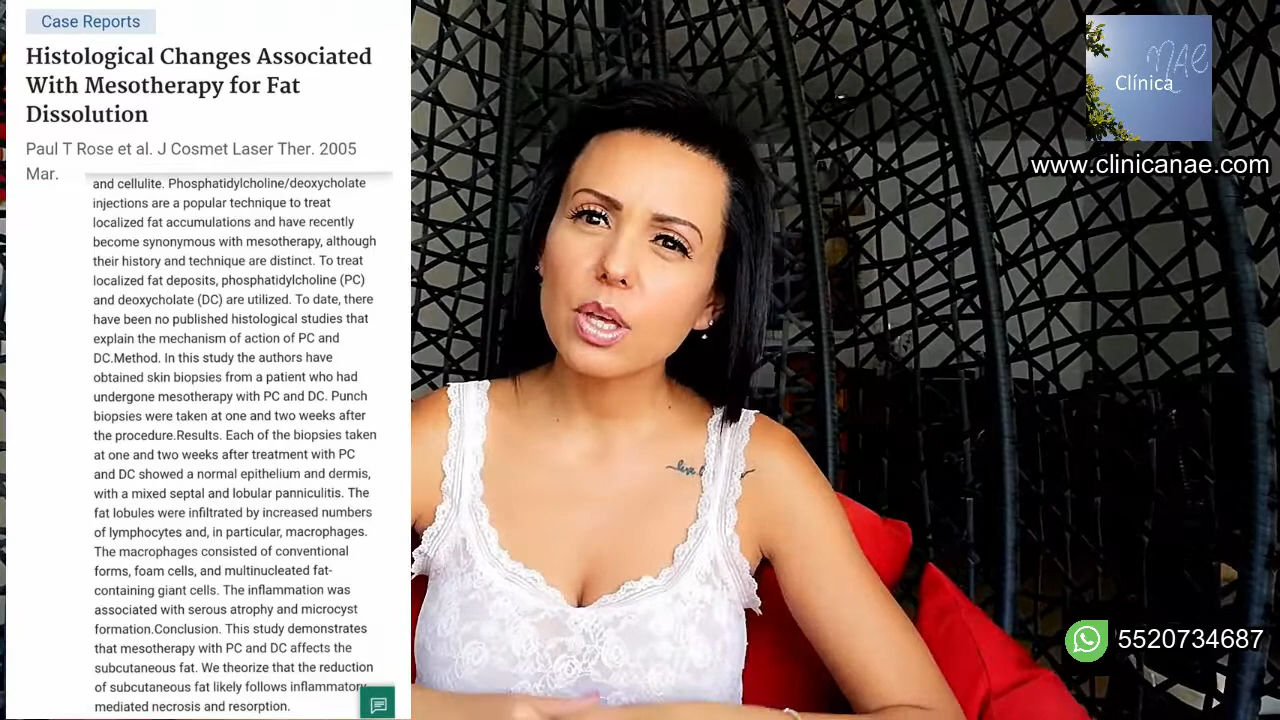 Case Reports
Histological Changes Associated
With Mesotherapy for Fat
Dissolution
Paul T Rose et al. J Cosmet Laser Ther. 2005
Mar.
and cellulite. Phosphatidylcholine/deoxycholate
injections are a popular technique to treat
localized fat accumulations and have recently
become synonymous with mesotherapy, although
their history and technique are distinct. To treat
localized fat deposits, phosphatidylcholine (PC)
and deoxycholate (DC) are utilized. To date, there
have been no published histological studies that
explain the mechanism of action of PC and
DC.Method. In this study the authors have
obtained skin biopsies from a patient who had
undergone mesotherapy with PC and DC. Punch
biopsies were taken at one and two weeks after
the procedure.Results. Each of the biopsies taken
at one and two weeks after treatment with PC
and DC showed a normal epithelium and dermis,
with a mixed septal and lobular panniculitis. The
fat lobules were infiltrated by increased numbers
of lymphocytes and, in particular, macrophages.
The macrophages consisted of conventional
forms, foam cells, and multinucleated fat-
containing giant cells. The inflammation was
associated with serous atrophy and microcyst
formation.Conclusion. This study demonstrates
that mesotherapy with PC and DC affects the
subcutaneous fat. We theorize that the reduction
of subcutaneous fat likely follows inflammatory
mediated necrosis and resorption.
NAE
Clínica
www.clinicanae.com
love
5520734687